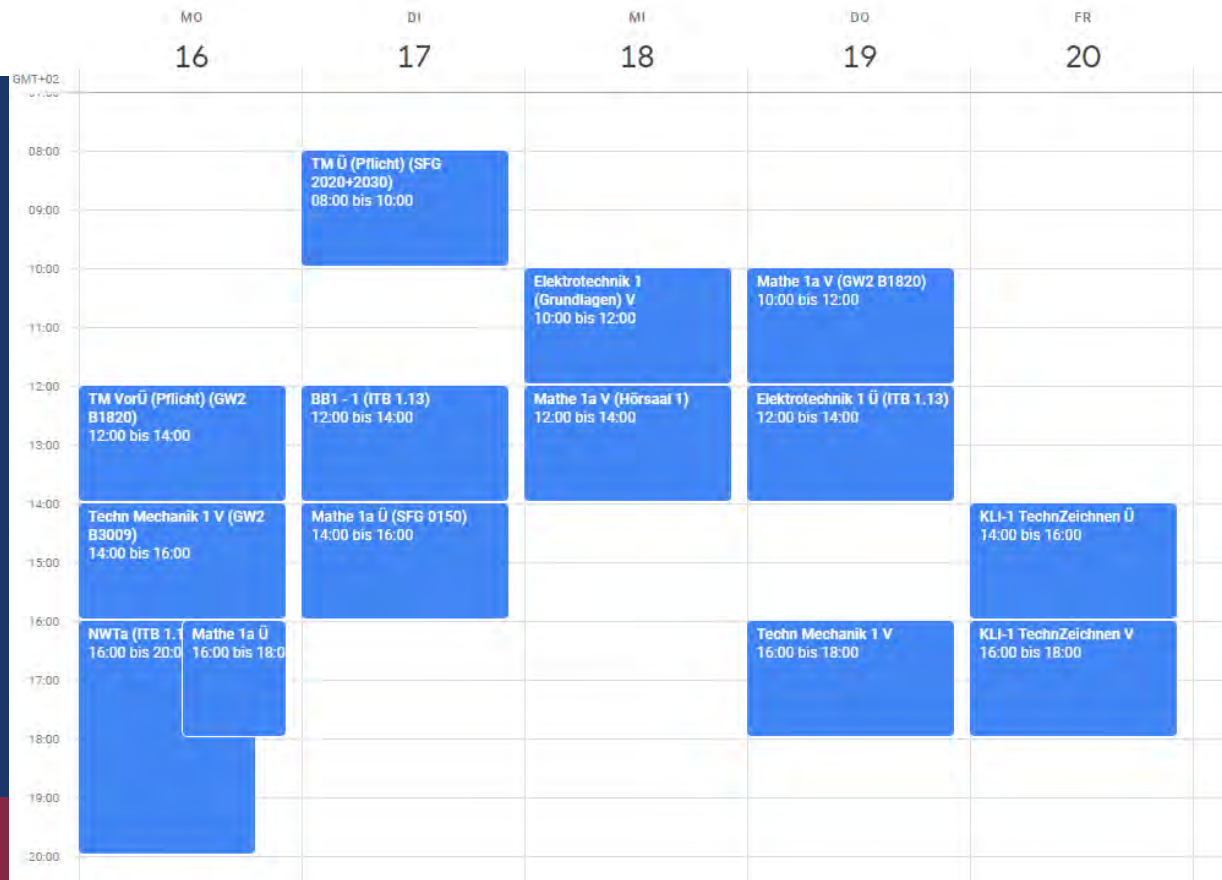 MO
DI
MI
DO
FR
16
17
18
19
20
GMT+02
08:00
09:00
10:00
11:00
12:00
13:00
14:00
15:00
16:00
17:00
18:00
19:00
20:00
TM VorÜ (Pflicht) (GW2
B1820)
12:00 bis 14:00
Techn Mechanik 1 V (GW2
B3009)
14:00 bis 16:00
NWTa (ITB 1.1
16:00 bis 20:0
Mathe 1a Ü
16:00 bis 18:0
TM Ü (Pflicht) (SFG
2020+2030)
08:00 bis 10:00
BB1 - 1 (ITB 1.13)
12:00 bis 14:00
Mathe 1a Ü (SFG 0150)
14:00 bis 16:00
Elektrotechnik 1
(Grundlagen) V
10:00 bis 12:00
Mathe 1a V (Hörsaal 1)
12:00 bis 14:00
Mathe 1a V (GW2 B1820)
10:00 bis 12:00
Elektrotechnik 1 Ü (ITB 1.13)
12:00 bis 14:00
Techn Mechanik 1 V
16:00 bis 18:00
KLI-1 TechnZeichnen Ü
14:00 bis 16:00
KLI-1 TechnZeichnen V
16:00 bis 18:00